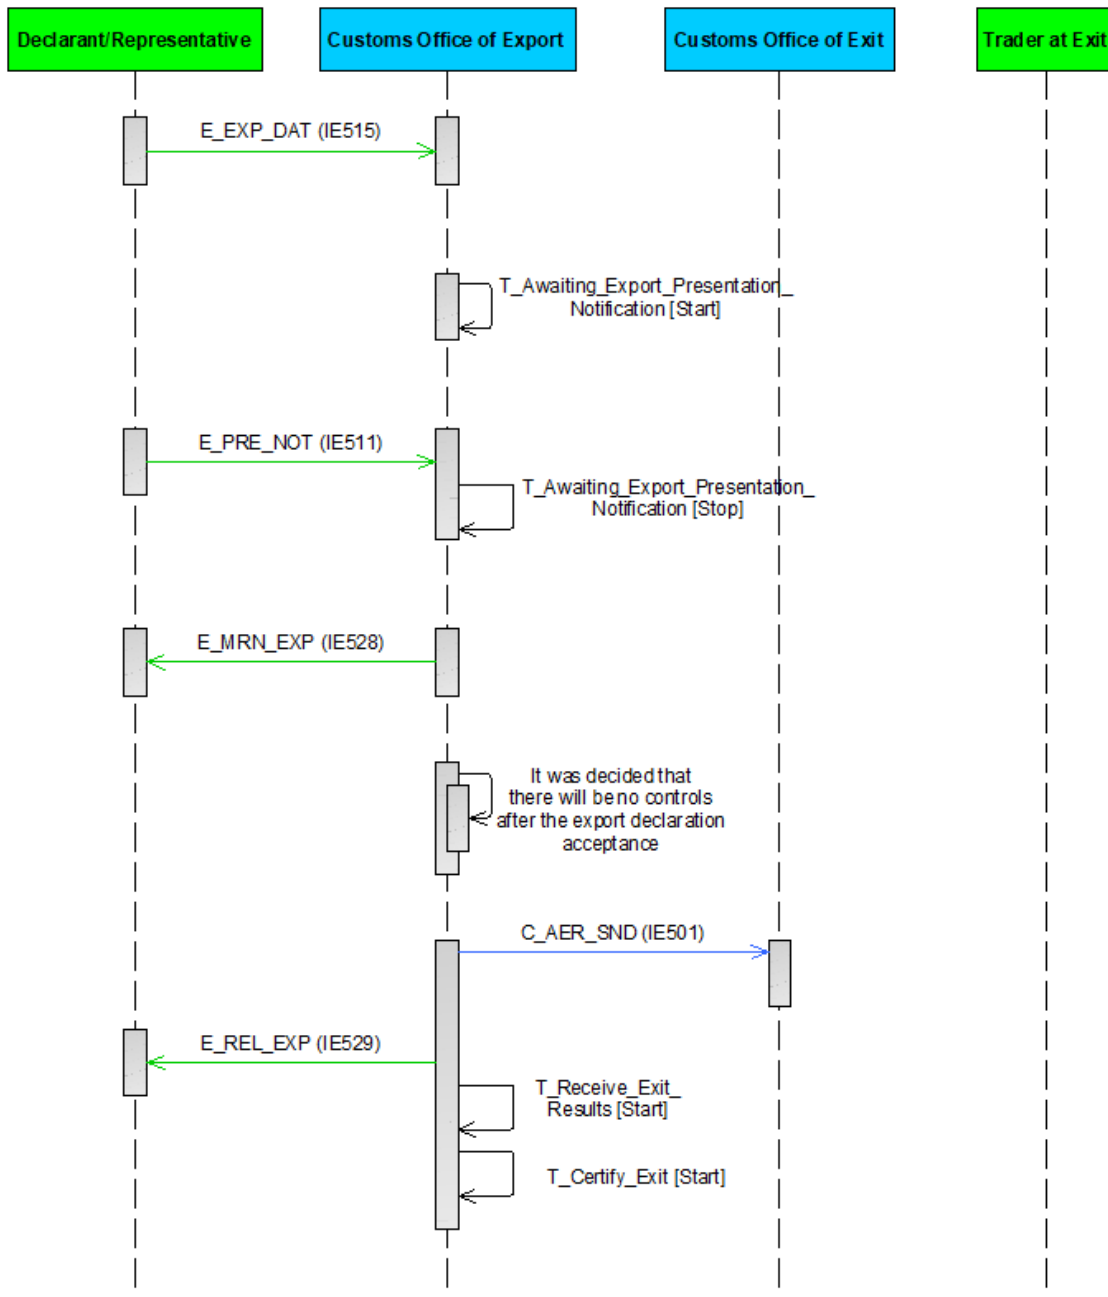 Declarant/Representative
Customs Office of Export
Customs Office of Exit
Trader at Exit
E_EXP_DAT (IE515)
T_Awaiting_Export_Presentation_
Notification [Start]
E_PRE_NOT (IE511)
T_Awaiting_Export_Presentation_
Notification [Stop]
E_MRN_EXP (IE528)
It was decided that
there will be no controls
after the export declaration
acceptance
C_AER_SND (IE501)
E_REL_EXP (IE529)
T_Receive_Exit_
Results [Start]
T_Certify_Exit [Start]